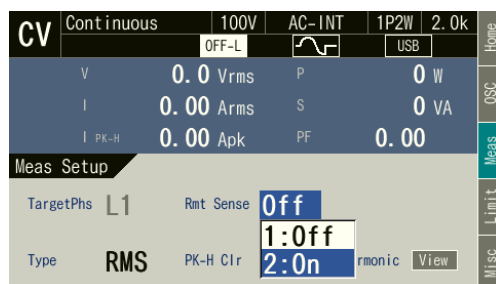 CV Continuous 100V AC-INT 1P2W 2.0k
OFF-L USB
V 0.0 Vrms P 0 W
I 0.00 Arms S 0 VA
I PK-H 0.00 Apk PF 0.00
Meas Setup
TargetPhs L1 Rmt Sense Off
1:Off
Type RMS PK-H Clr 2:On rmonic View
Home
OSC
Meas
Limit
Misc